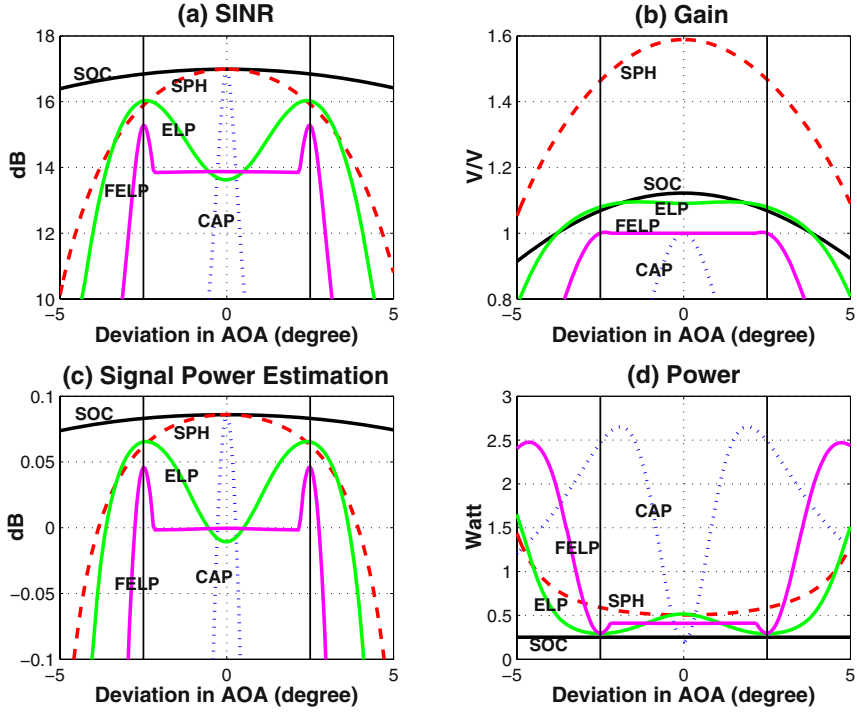 (a) SINR
18
16
14
12
10
dB
SOC
SPH
ELP
FELP
CAP
−5
0
5
Deviation in AOA (degree)
(b) Gain
1.6
1.4
1.2
1
0.8
V/V
SPH
SOC
ELP
FELP
CAP
−5
0
5
Deviation in AOA (degree)
(c) Signal Power Estimation
0.1
0.05
0
−0.05
−0.1
dB
SOC
SPH
ELP
FELP
CAP
−5
0
5
Deviation in AOA (degree)
(d) Power
3
2.5
2
1.5
1
0.5
0
Watt
CAP
FELP
ELP
SPH
SOC
−5
0
5
Deviation in AOA (degree)